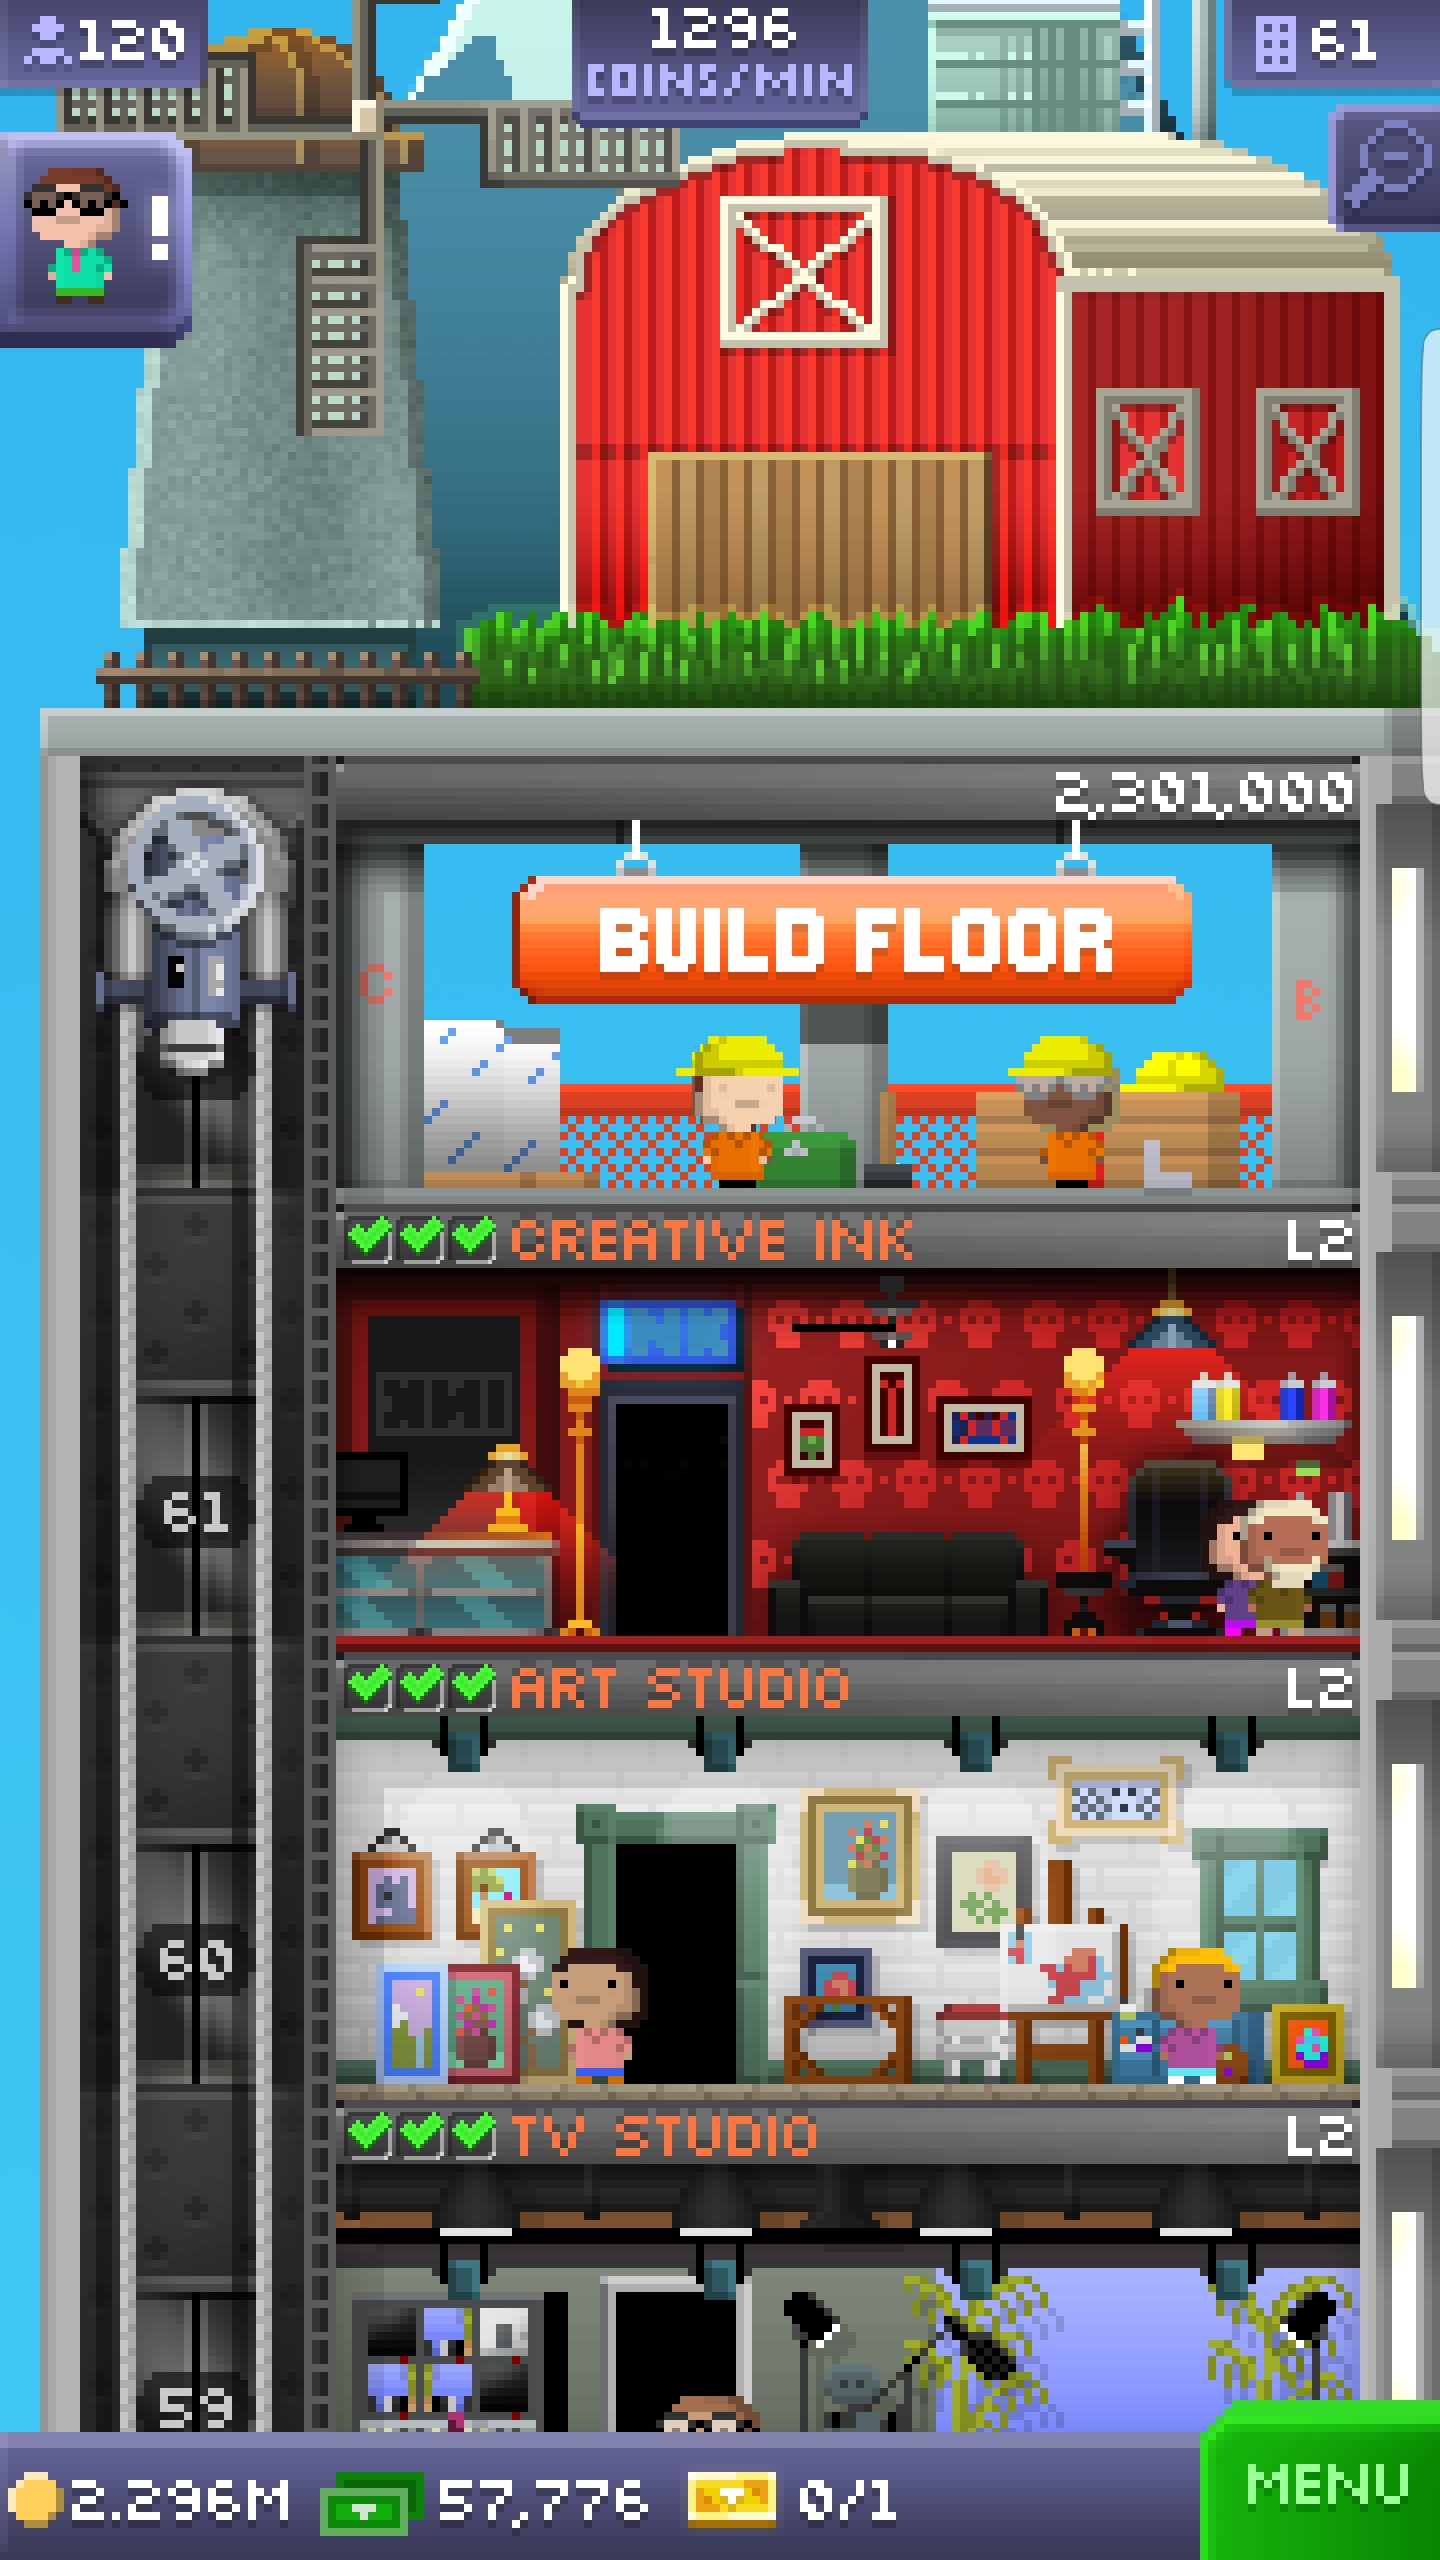 120
1296
COINS/MIN
61
!
2,301,000
BUILD FLOOR
C
B
CREATIVE INK
L2
INK
INK
61
ART STUDIO
L2
60
TV STUDIO
L2
59
2.296M
57,776
0/1
MENU